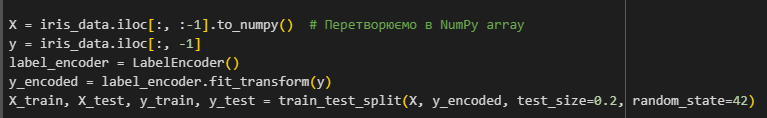 X = iris_data.iloc[:, :-1].to_numpy()  # Перетворюємо в NumPy array
y = iris_data.iloc[:, -1]
label_encoder = LabelEncoder()
y_encoded = label_encoder.fit_transform(y)
X_train, X_test, y_train, y_test = train_test_split(X, y_encoded, test_size=0.2, random_state=42)